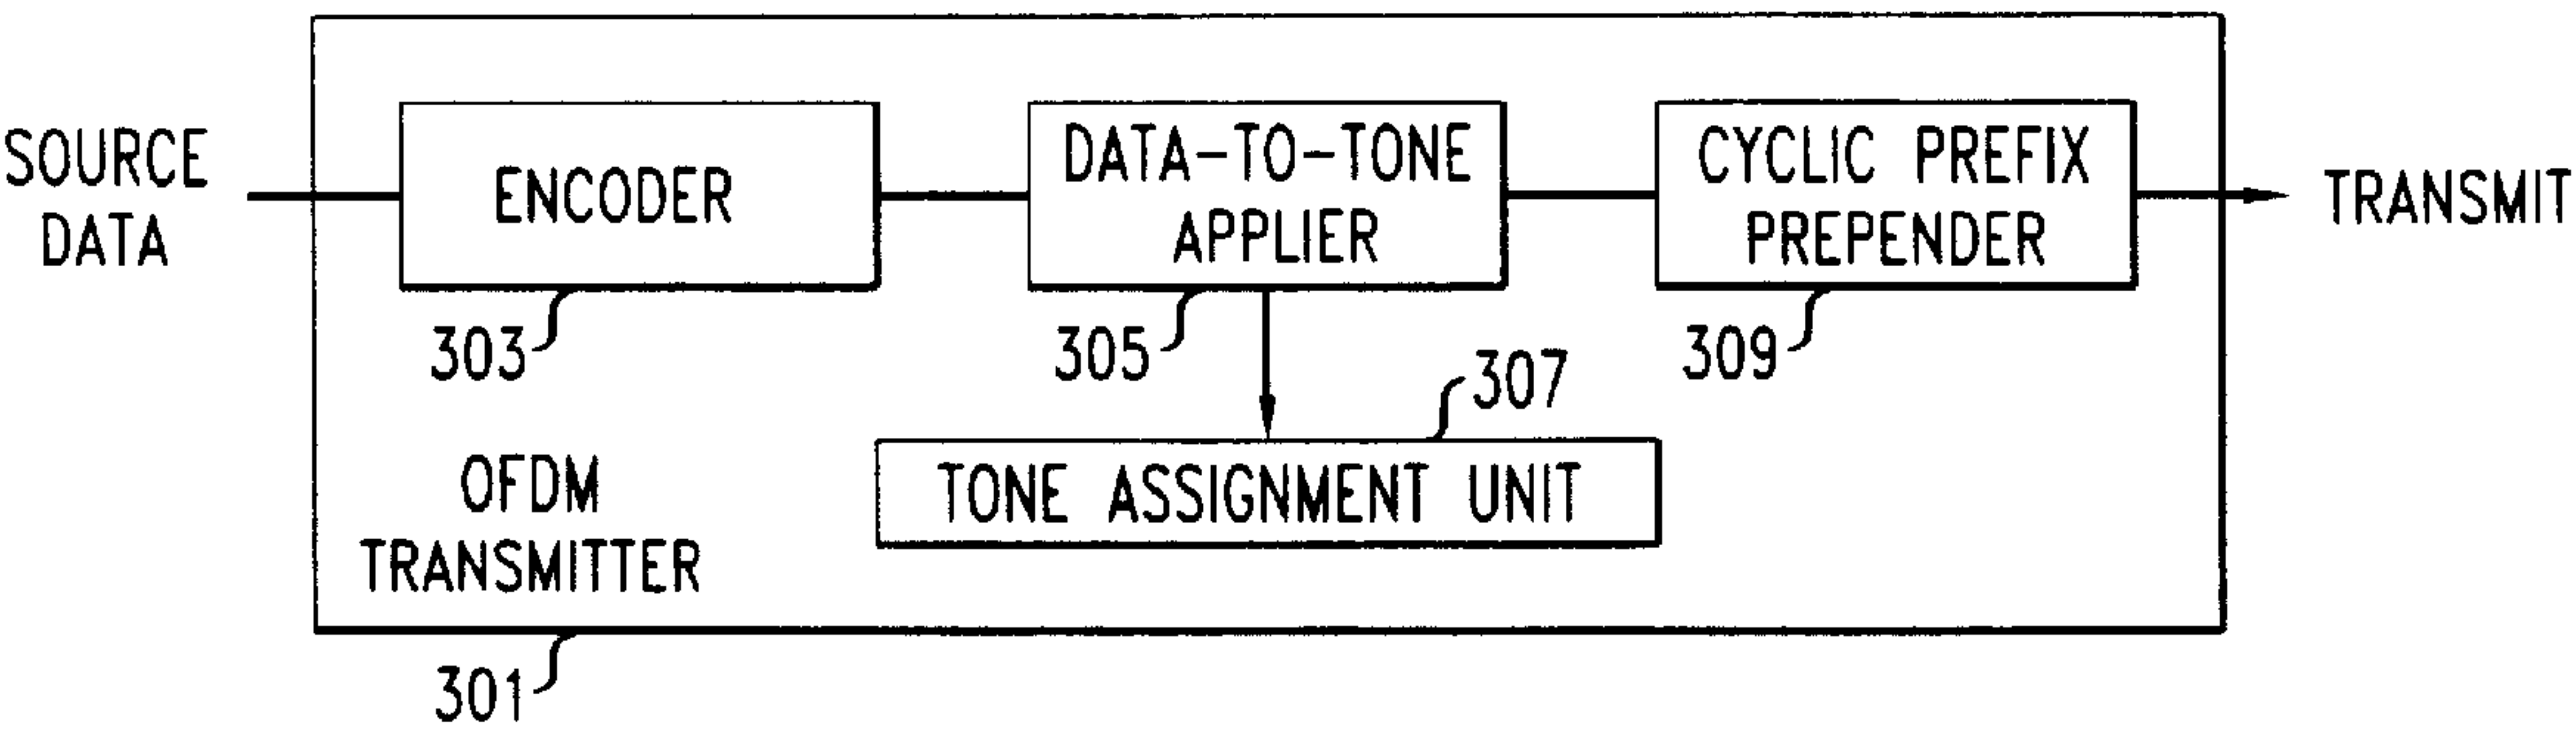 SOURCE
DATA
ENCODER
303
DATA-TO-TONE
APPLIER
305
CYCLIC PREFIX
PREPENDER
309
TRANSMIT
307
TONE ASSIGNMENT UNIT
OFDM
TRANSMITTER
301